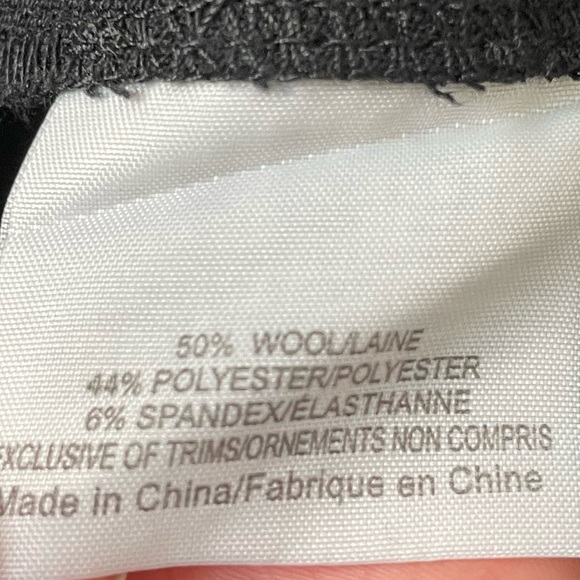 50% WOOL/LAINE
44% POLYESTER/POLYESTER
6% SPANDEX/ÉLASTHANNE
EXCLUSIVE OF TRIMS/ORNEMENTS NON COMPRIS
Made in China/Fabriqué en Chine